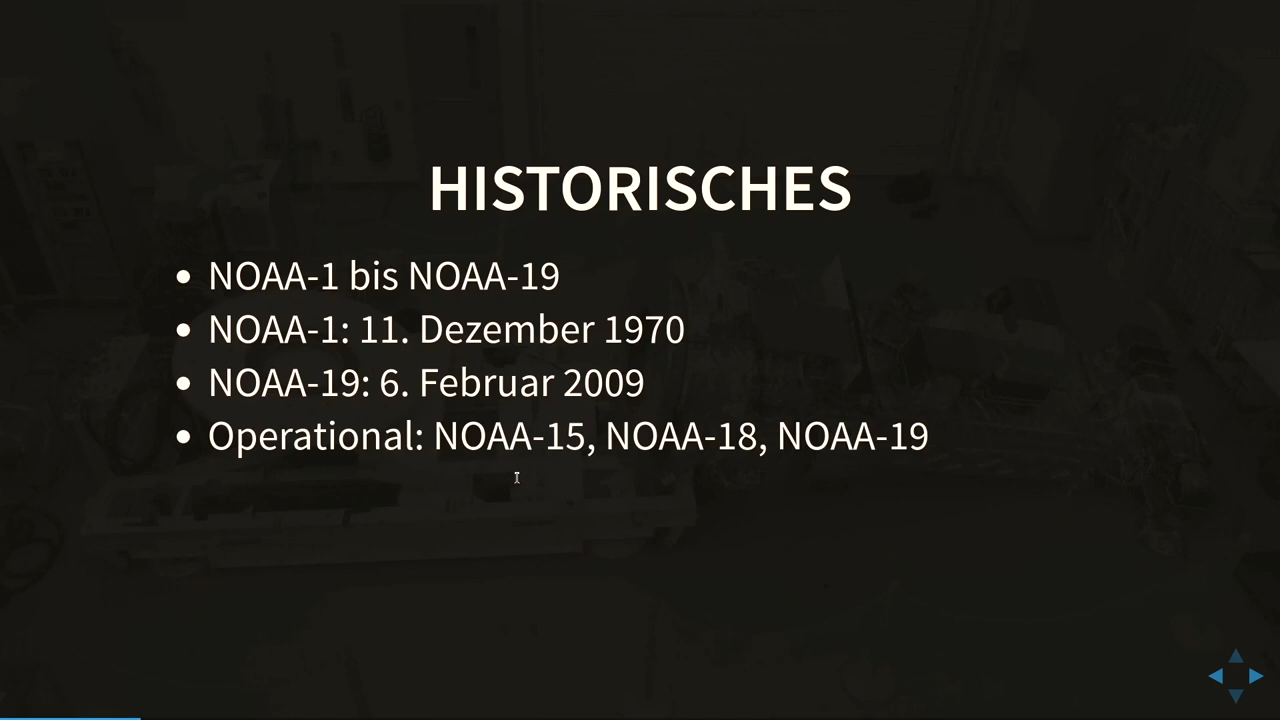 HISTORISCHES
NOAA-1 bis NOAA-19
NOAA-1: 11. Dezember 1970
NOAA-19: 6. Februar 2009
Operational: NOAA-15, NOAA-18, NOAA-19